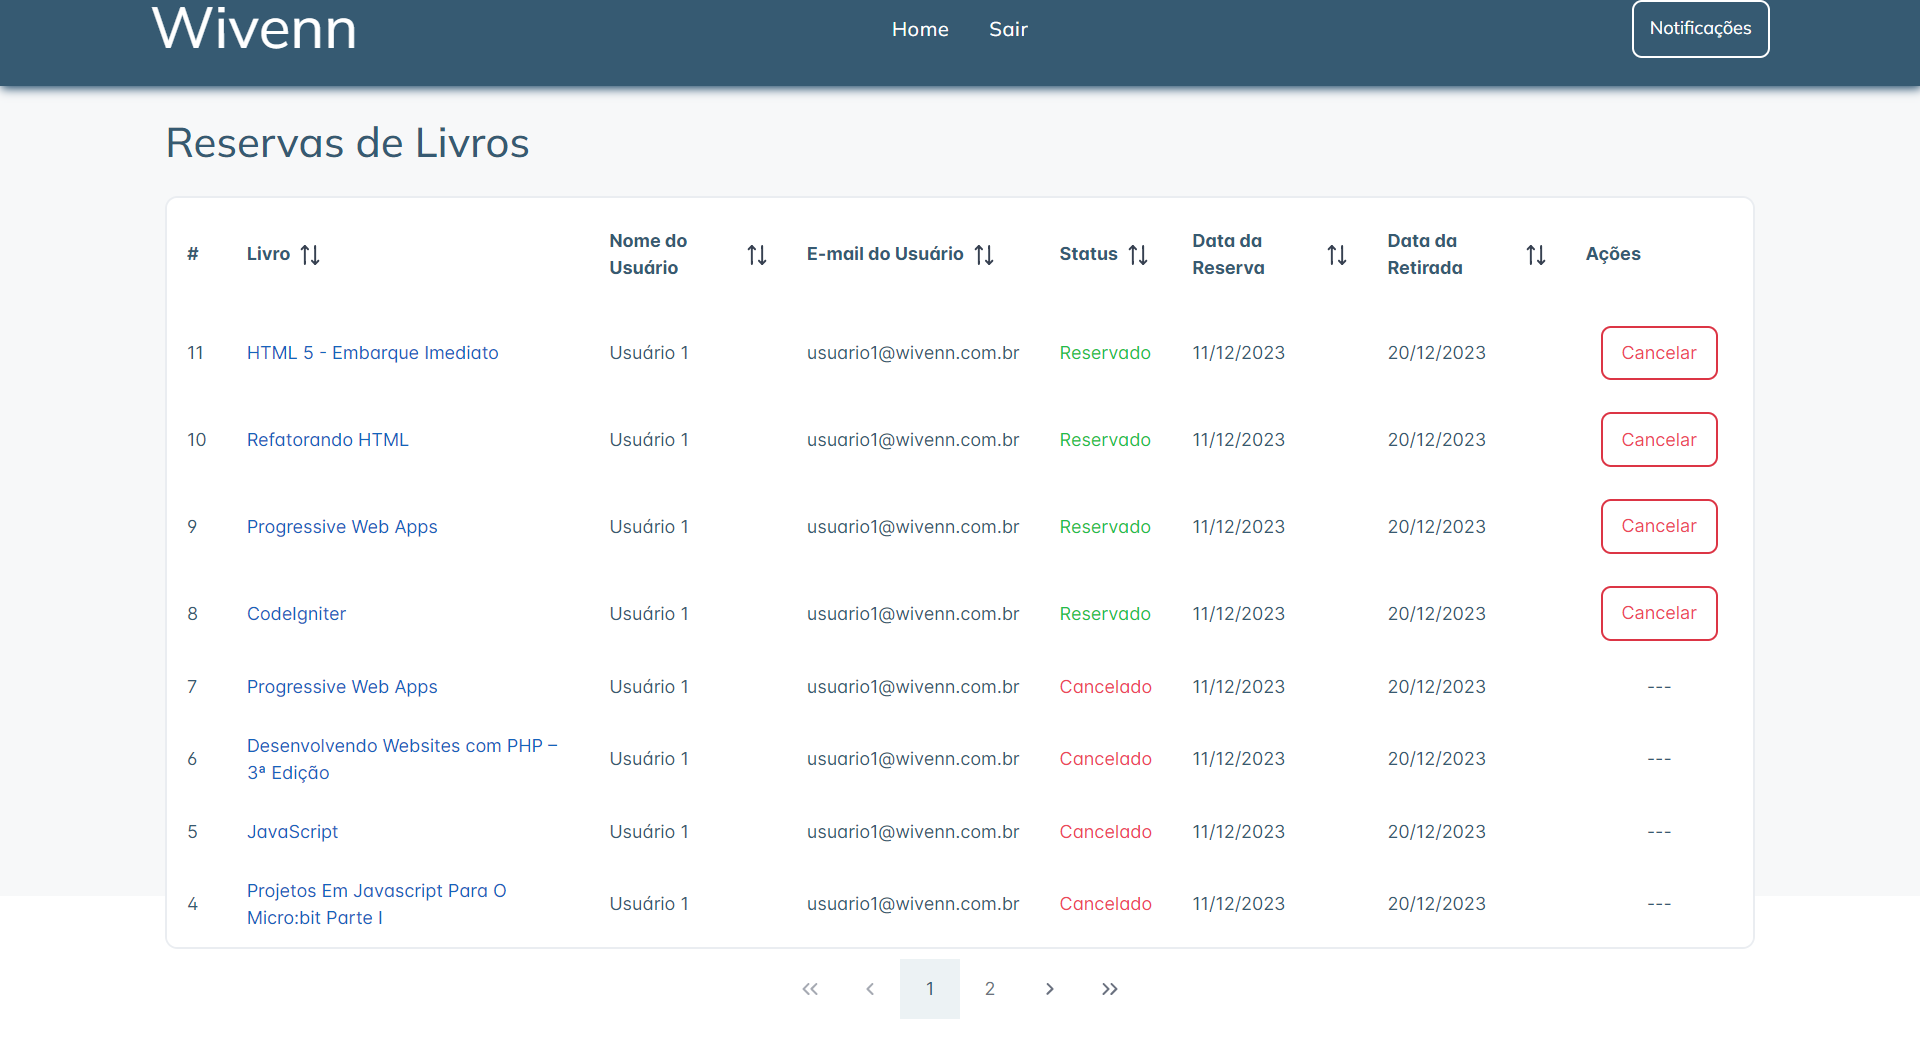 Wivenn
Home Sair
Notificações
Reservas de Livros
# Livro Nome do Usuário E-mail do Usuário Status Data da Reserva Data da Retirada Ações
11 HTML 5 - Embarque Imediato Usuário 1 usuario1@wivenn.com.br Reservado 11/12/2023 20/12/2023 Cancelar
10 Refatorando HTML Usuário 1 usuario1@wivenn.com.br Reservado 11/12/2023 20/12/2023 Cancelar
9 Progressive Web Apps Usuário 1 usuario1@wivenn.com.br Reservado 11/12/2023 20/12/2023 Cancelar
8 CodeIgniter Usuário 1 usuario1@wivenn.com.br Reservado 11/12/2023 20/12/2023 Cancelar
7 Progressive Web Apps Usuário 1 usuario1@wivenn.com.br Cancelado 11/12/2023 20/12/2023 ---
6 Desenvolvendo Websites com PHP –
3ª Edição Usuário 1 usuario1@wivenn.com.br Cancelado 11/12/2023 20/12/2023 ---
5 JavaScript Usuário 1 usuario1@wivenn.com.br Cancelado 11/12/2023 20/12/2023 ---
4 Projetos Em Javascript Para O
Micro:bit Parte I Usuário 1 usuario1@wivenn.com.br Cancelado 11/12/2023 20/12/2023 ---
« ‹ 1 2 › »